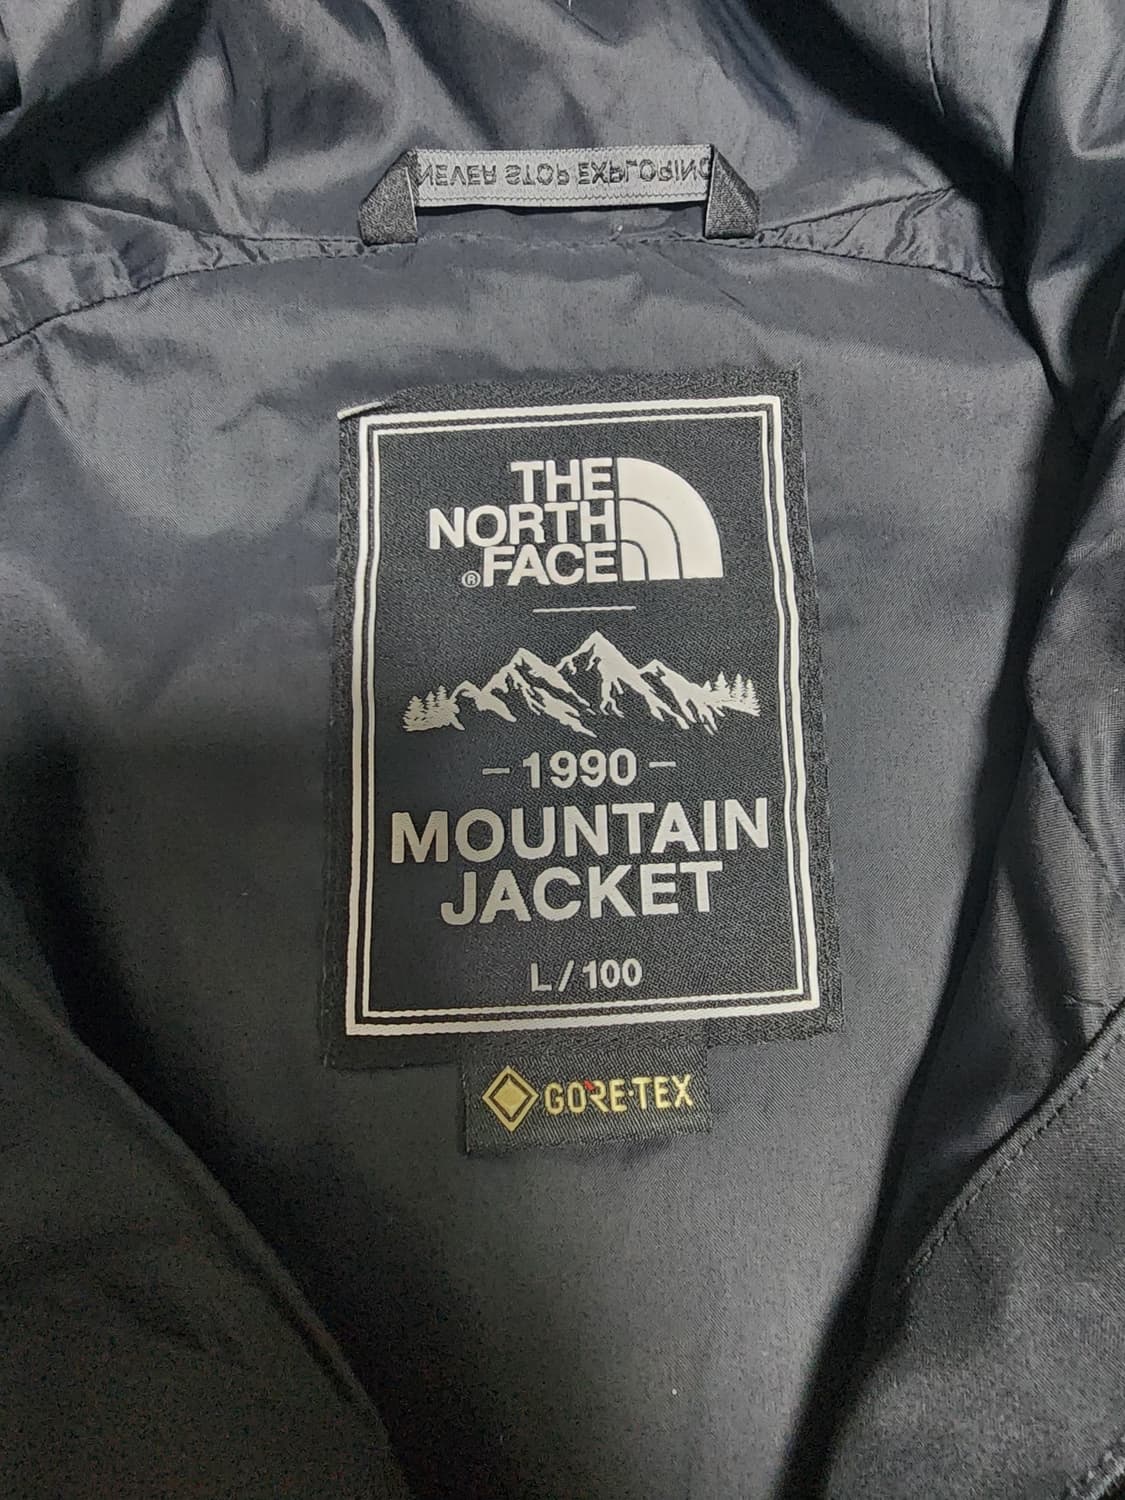 NEVER STOP EXPLORING
THE
NORTH
®FACE
- 1990 -
MOUNTAIN
JACKET
L/100
GORE-TEX